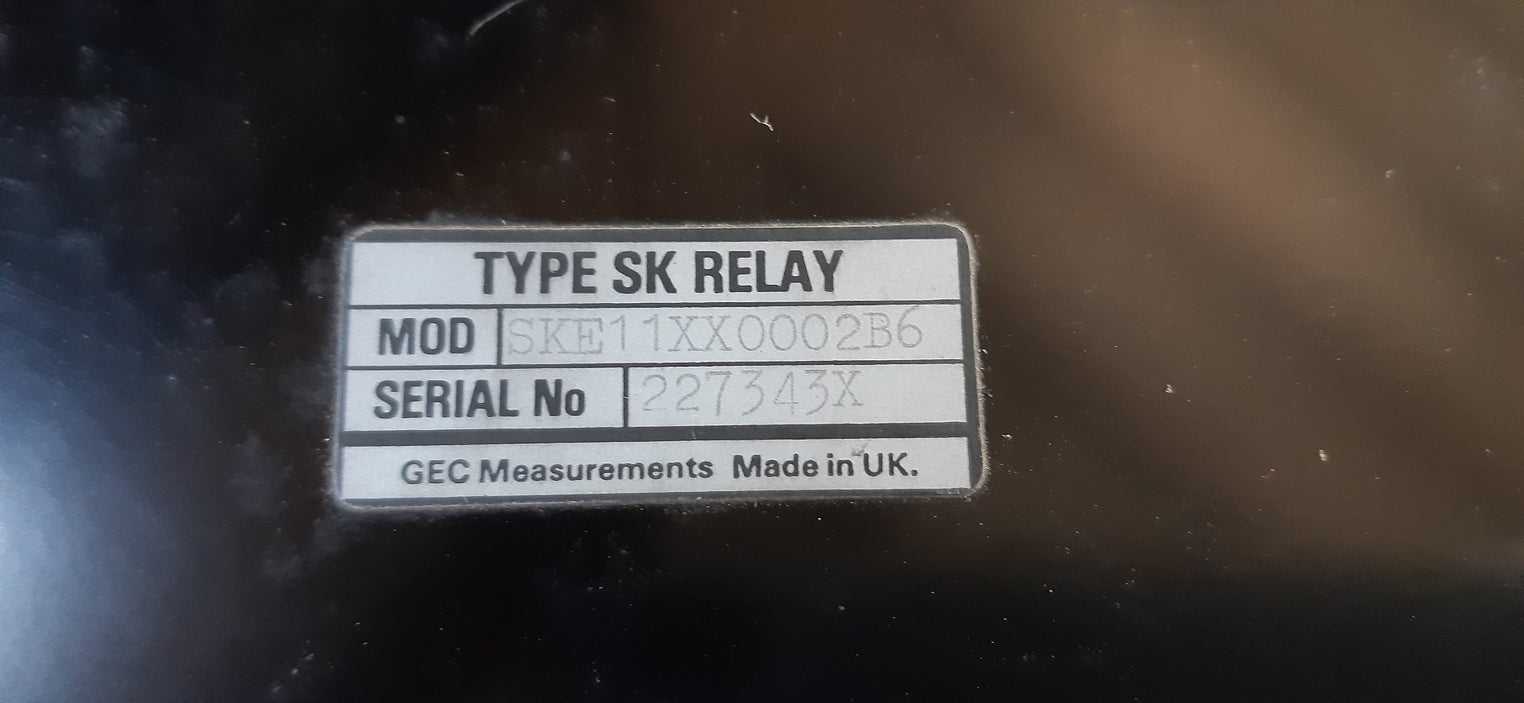 TYPE SK RELAY
MOD SKE11XX0002B6
SERIAL No 227343X
GEC Measurements Made in UK.